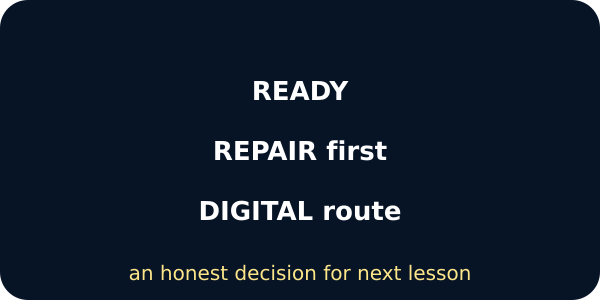 READY
REPAIR first
DIGITAL route
an honest decision for next lesson